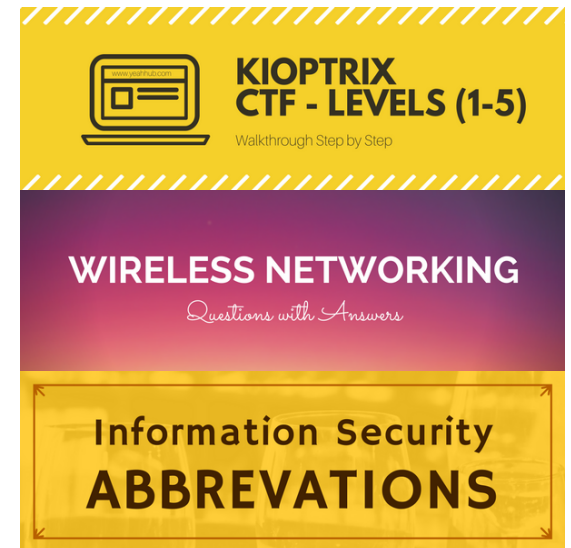 www.yeahhub.com
KIOPTRIX
CTF - LEVELS (1-5)
Walkthrough Step by Step
WIRELESS NETWORKING
Questions with Answers
Information Security
ABBREVATIONS